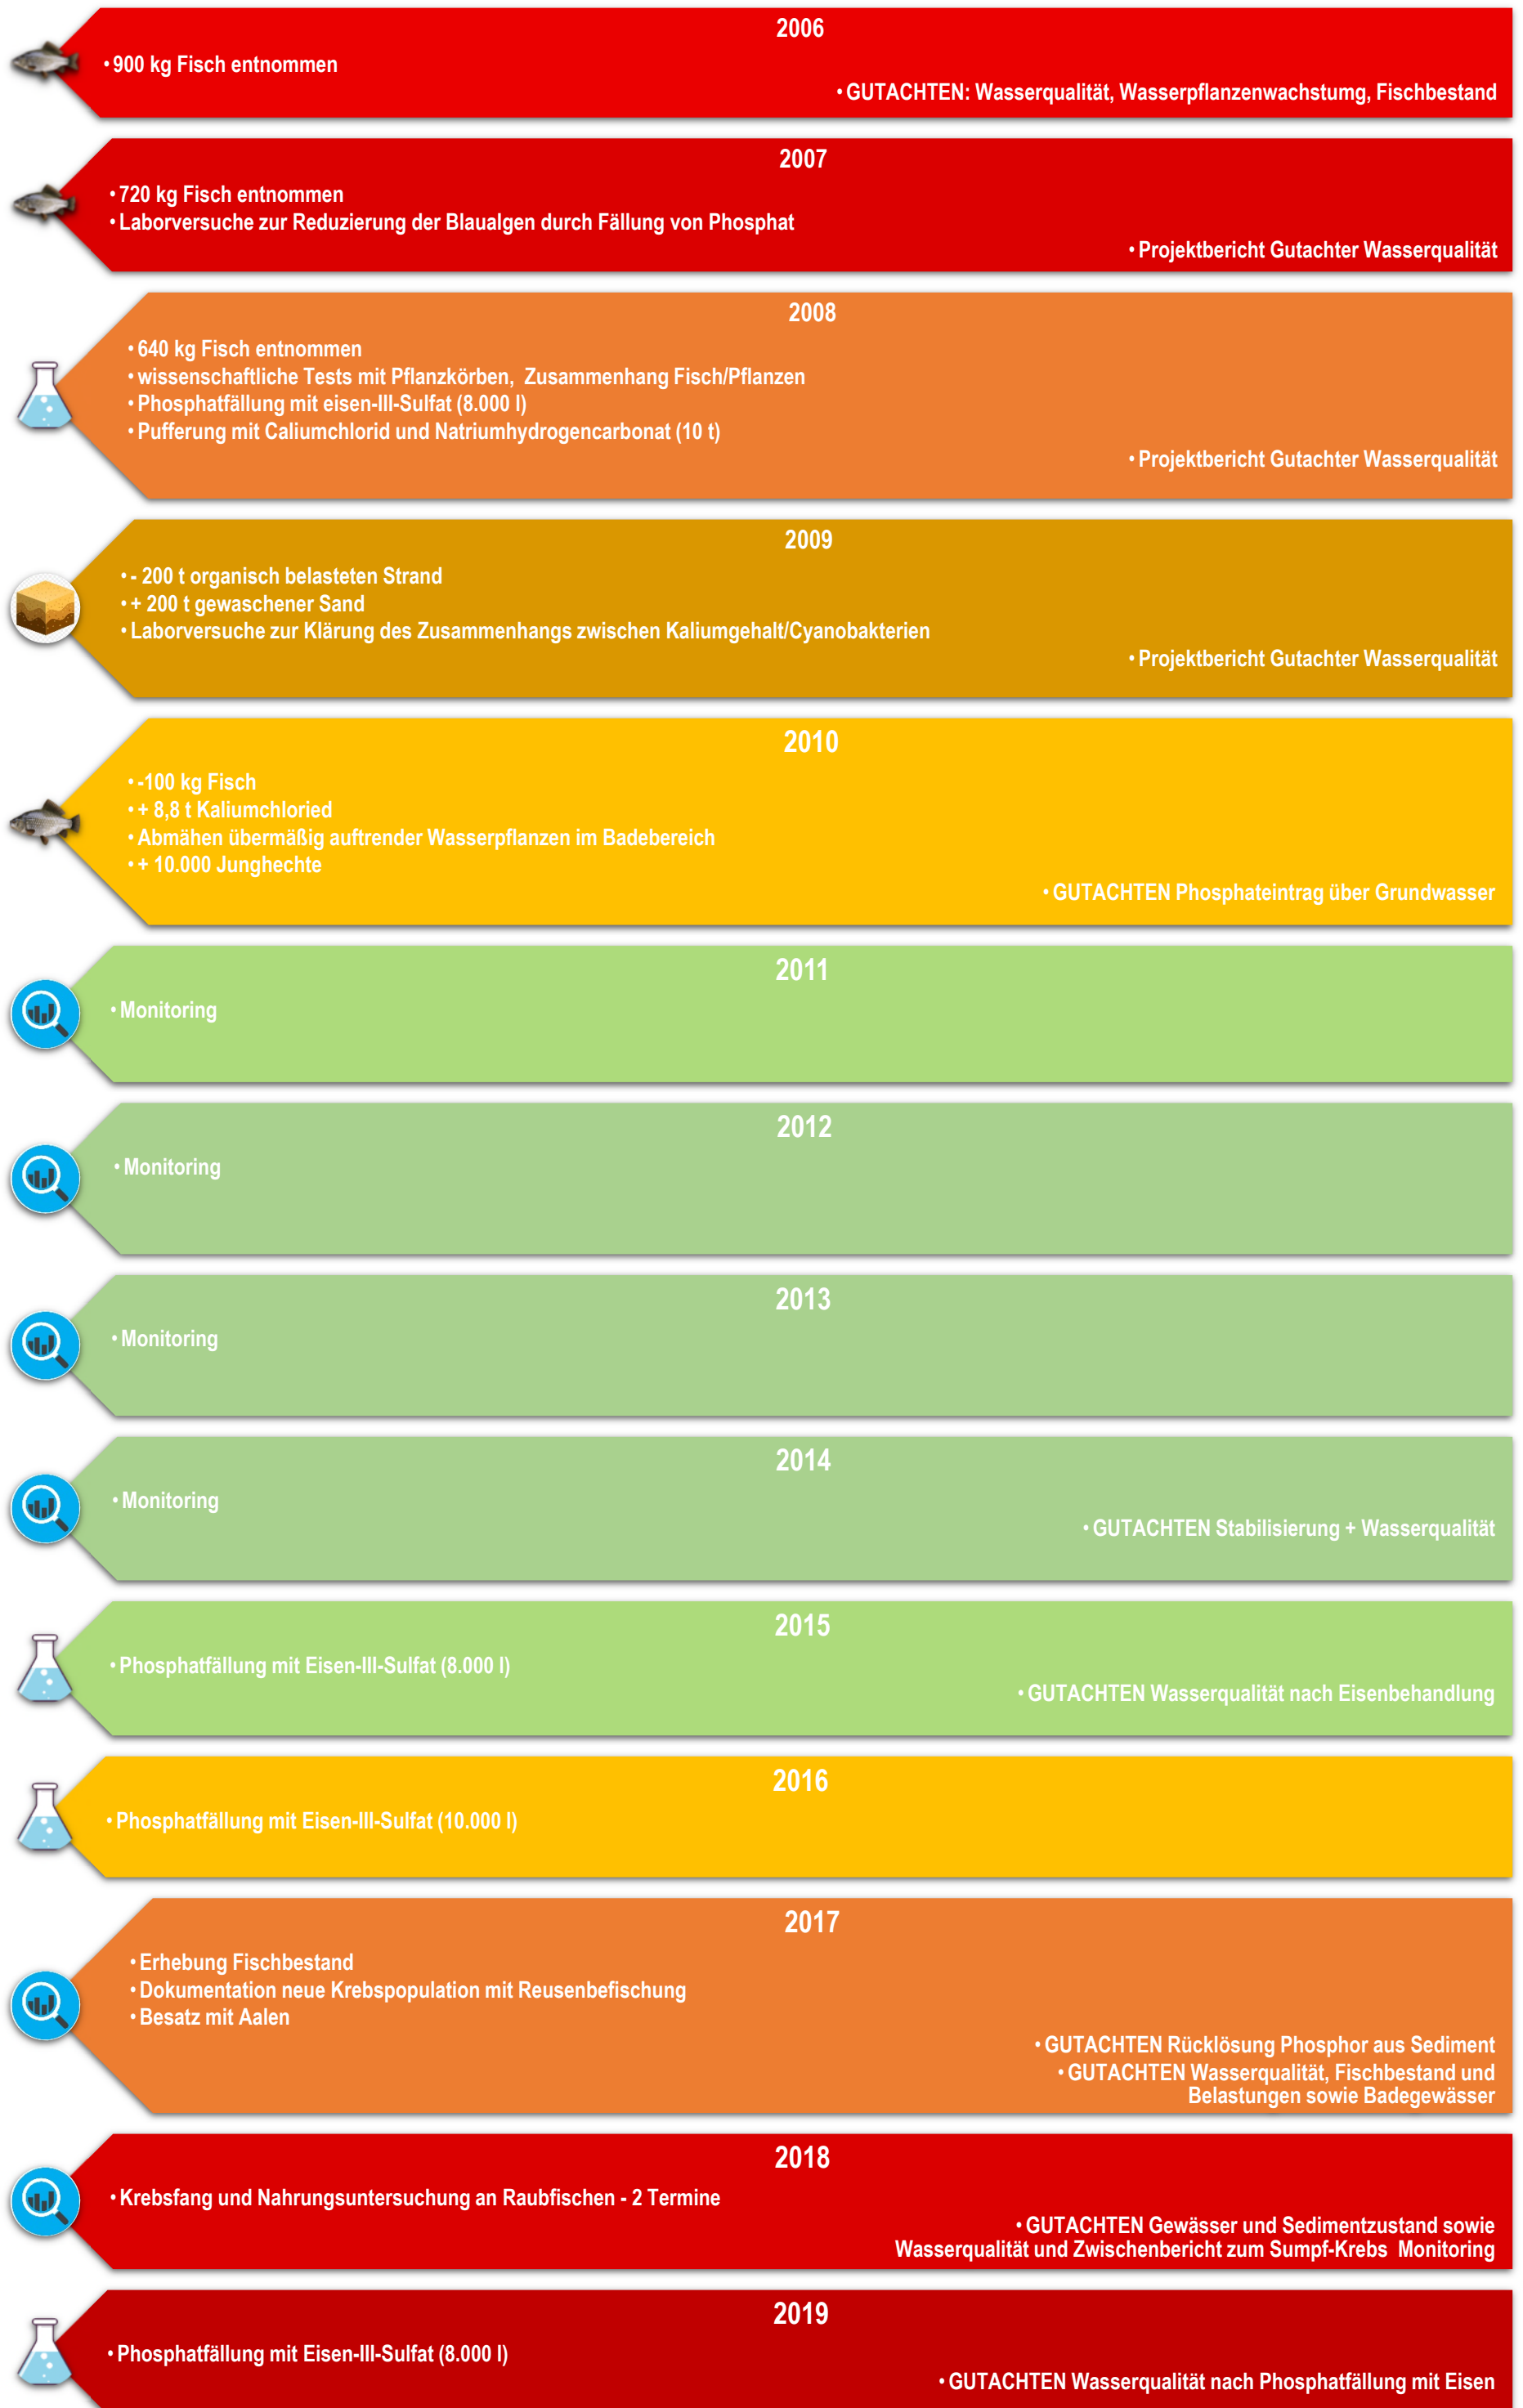 2006
• 900 kg Fisch entnommen
• GUTACHTEN: Wasserqualität, Wasserpflanzenwachstumg, Fischbestand
2007
• 720 kg Fisch entnommen
• Laborversuche zur Reduzierung der Blaualgen durch Fällung von Phosphat
• Projektbericht Gutachter Wasserqualität
2008
• 640 kg Fisch entnommen
• wissenschaftliche Tests mit Pflanzkörben, Zusammenhang Fisch/Pflanzen
• Phosphatfällung mit eisen-III-Sulfat (8.000 l)
• Pufferung mit Caliumchlorid und Natriumhydrogencarbonat (10 t)
• Projektbericht Gutachter Wasserqualität
2009
• - 200 t organisch belasteten Strand
• + 200 t gewaschener Sand
• Laborversuche zur Klärung des Zusammenhangs zwischen Kaliumgehalt/Cyanobakterien
• Projektbericht Gutachter Wasserqualität
2010
• -100 kg Fisch
• + 8,8 t Kaliumchloried
• Abmähen übermäßig auftrender Wasserpflanzen im Badebereich
• + 10.000 Junghechte
• GUTACHTEN Phosphateintrag über Grundwasser
2011
• Monitoring
2012
• Monitoring
2013
• Monitoring
2014
• Monitoring
• GUTACHTEN Stabilisierung + Wasserqualität
2015
• Phosphatfällung mit Eisen-III-Sulfat (8.000 l)
• GUTACHTEN Wasserqualität nach Eisenbehandlung
2016
• Phosphatfällung mit Eisen-III-Sulfat (10.000 l)
2017
• Erhebung Fischbestand
• Dokumentation neue Krebspopulation mit Reusenbefischung
• Besatz mit Aalen
• GUTACHTEN Rücklösung Phosphor aus Sediment
• GUTACHTEN Wasserqualität, Fischbestand und
Belastungen sowie Badegewässer
2018
• Krebsfang und Nahrungsuntersuchung an Raubfischen - 2 Termine
• GUTACHTEN Gewässer und Sedimentzustand sowie
Wasserqualität und Zwischenbericht zum Sumpf-Krebs Monitoring
2019
• Phosphatfällung mit Eisen-III-Sulfat (8.000 l)
• GUTACHTEN Wasserqualität nach Phosphatfällung mit Eisen